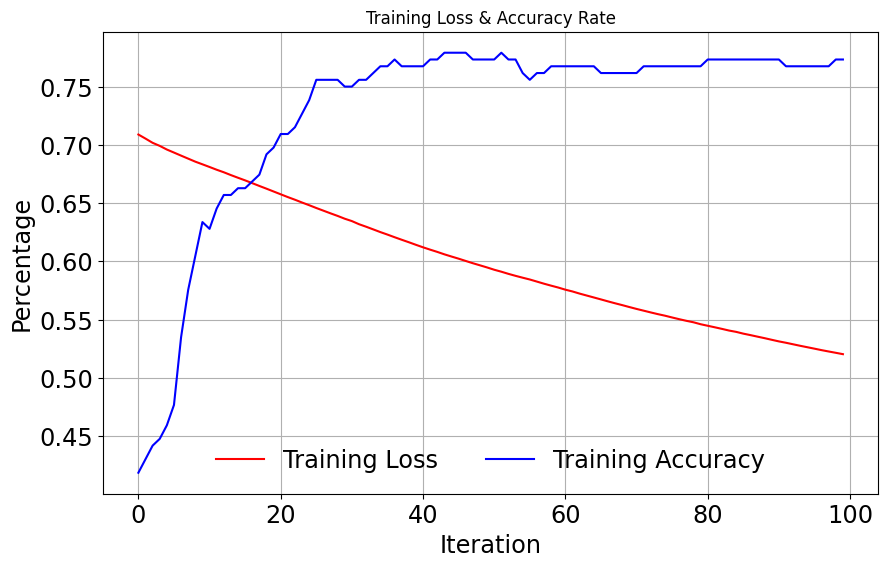 Training Loss & Accuracy Rate
0.75
0.70
0.65
0.60
0.55
0.50
0.45
Percentage
Training Loss
Training Accuracy
0 20 40 60 80 100
Iteration